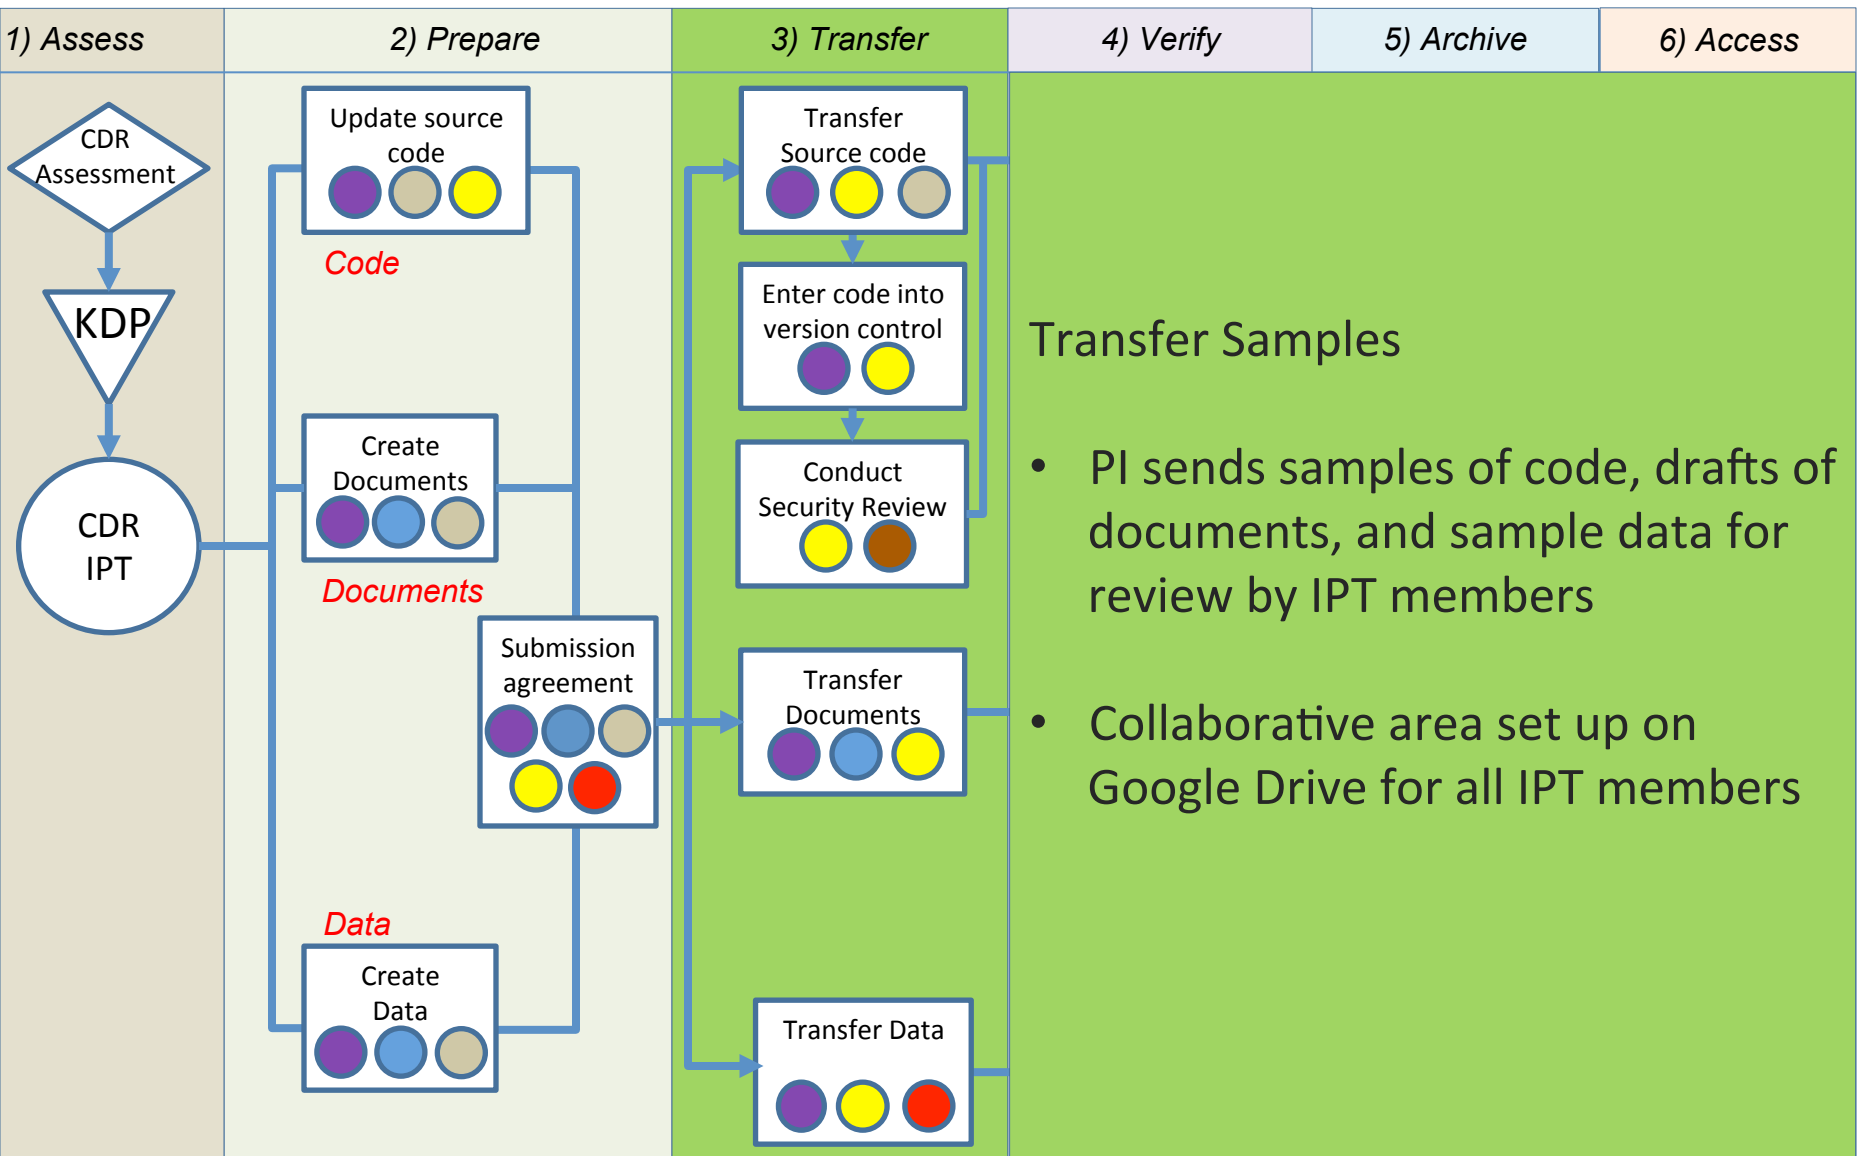 1) Assess
2) Prepare
3) Transfer
4) Verify
5) Archive
6) Access
CDR
Assessment
KDP
CDR
IPT
Update source
code
Code
Create
Documents
Documents
Submission
agreement
Data
Create
Data
Transfer
Source code
Enter code into
version control
Conduct
Security Review
Transfer
Documents
Transfer Data
Transfer Samples
• PI sends samples of code, drafts of
documents, and sample data for
review by IPT members
• Collaborative area set up on
Google Drive for all IPT members